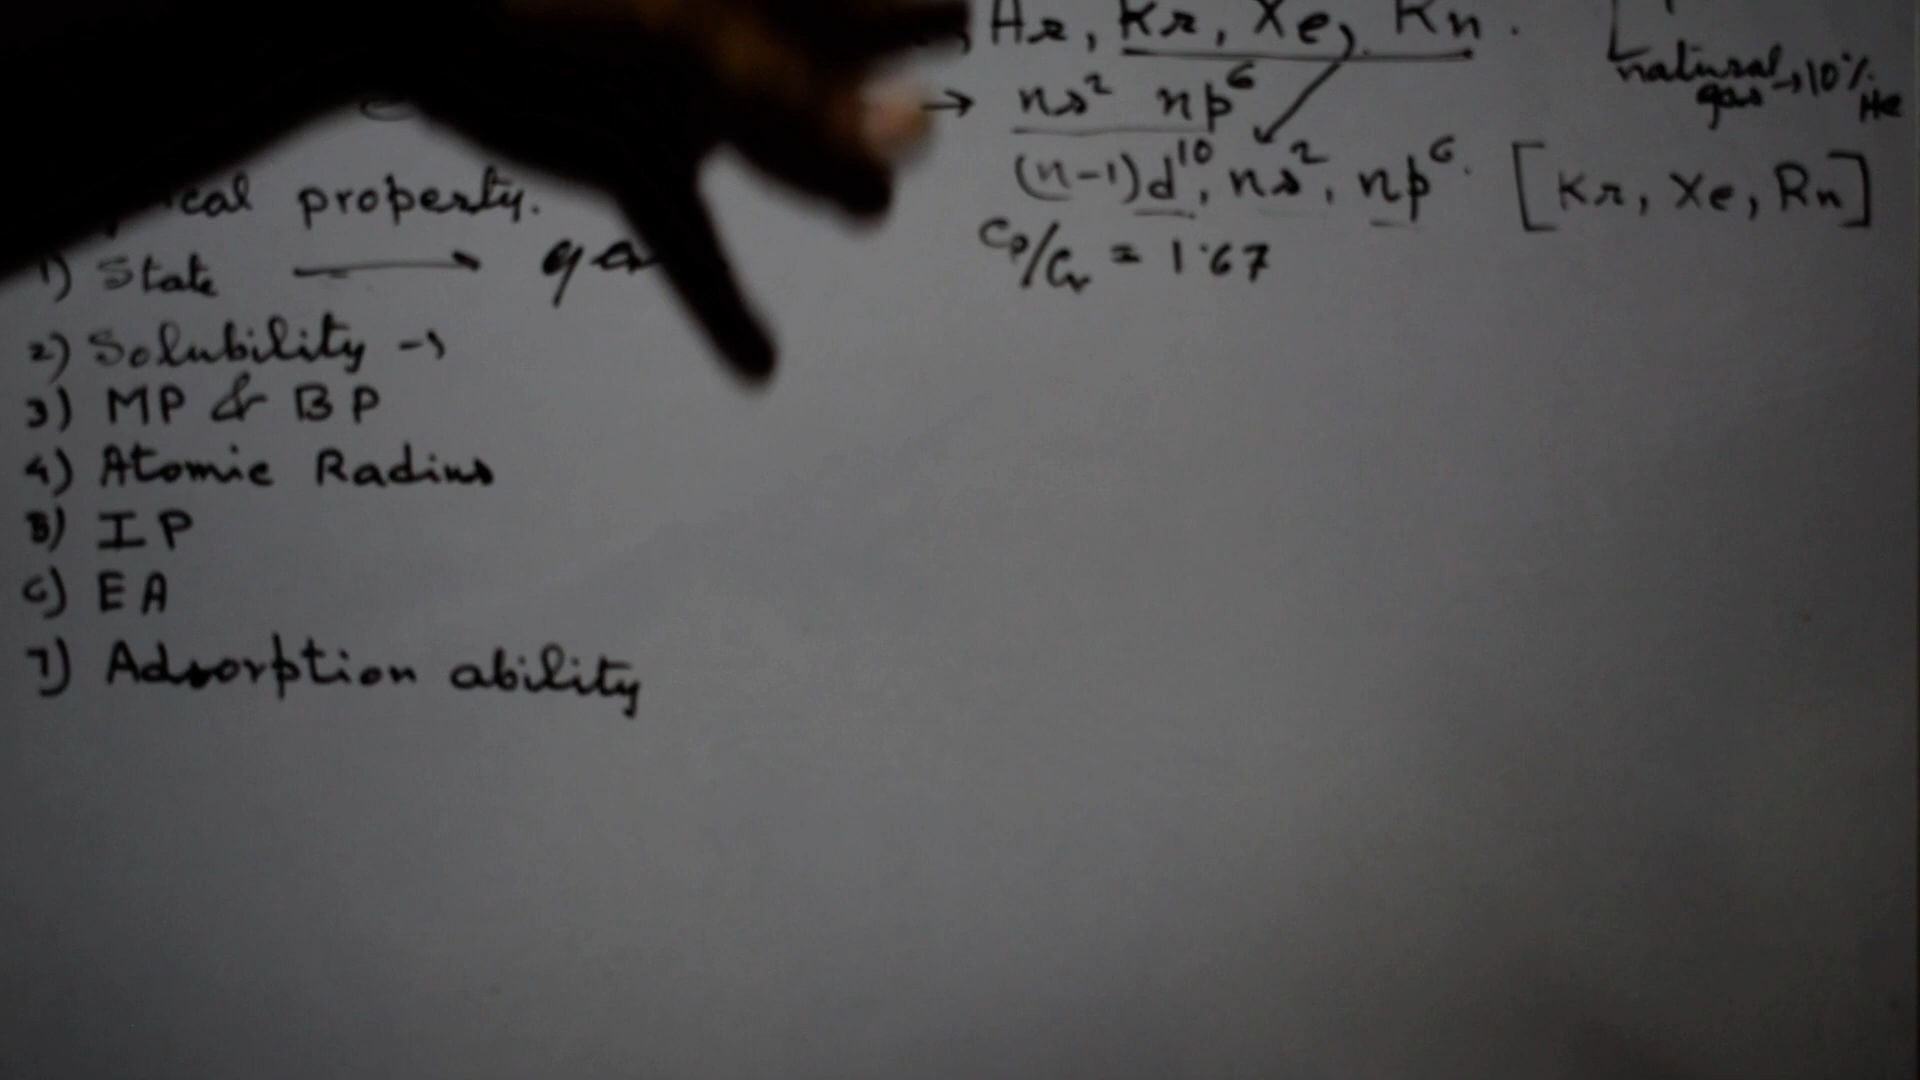 Ar, Kr, Xe, Rn.
natural gas → 10% He
→ ns² np⁶
(n-1)d¹⁰, ns², np⁶. [Kr, Xe, Rn]
property.
Cp/Cv = 1.67
1) State
2) Solubility →
3) MP & BP
4) Atomic Radius
5) IP
6) EA
7) Adsorption ability